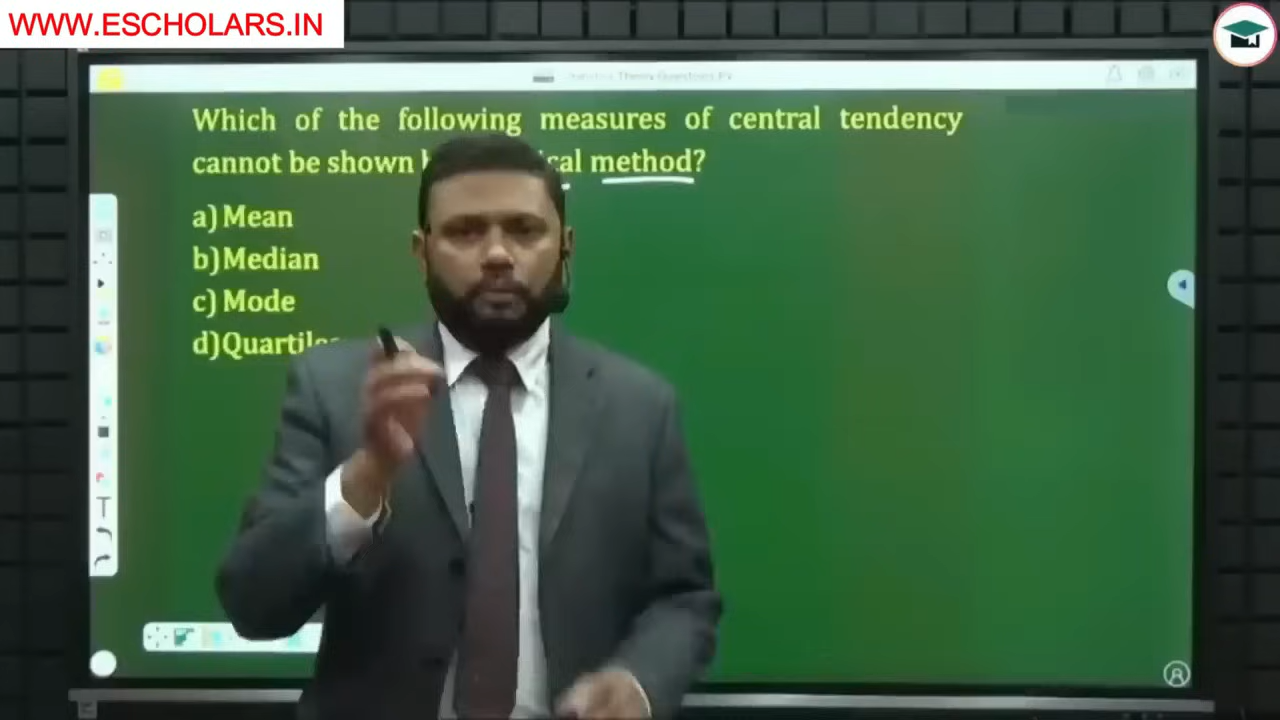 WWW.ESCHOLARS.IN
Which of the following measures of central tendency
cannot be shown method?
a) Mean
b) Median
c) Mode
d)
T